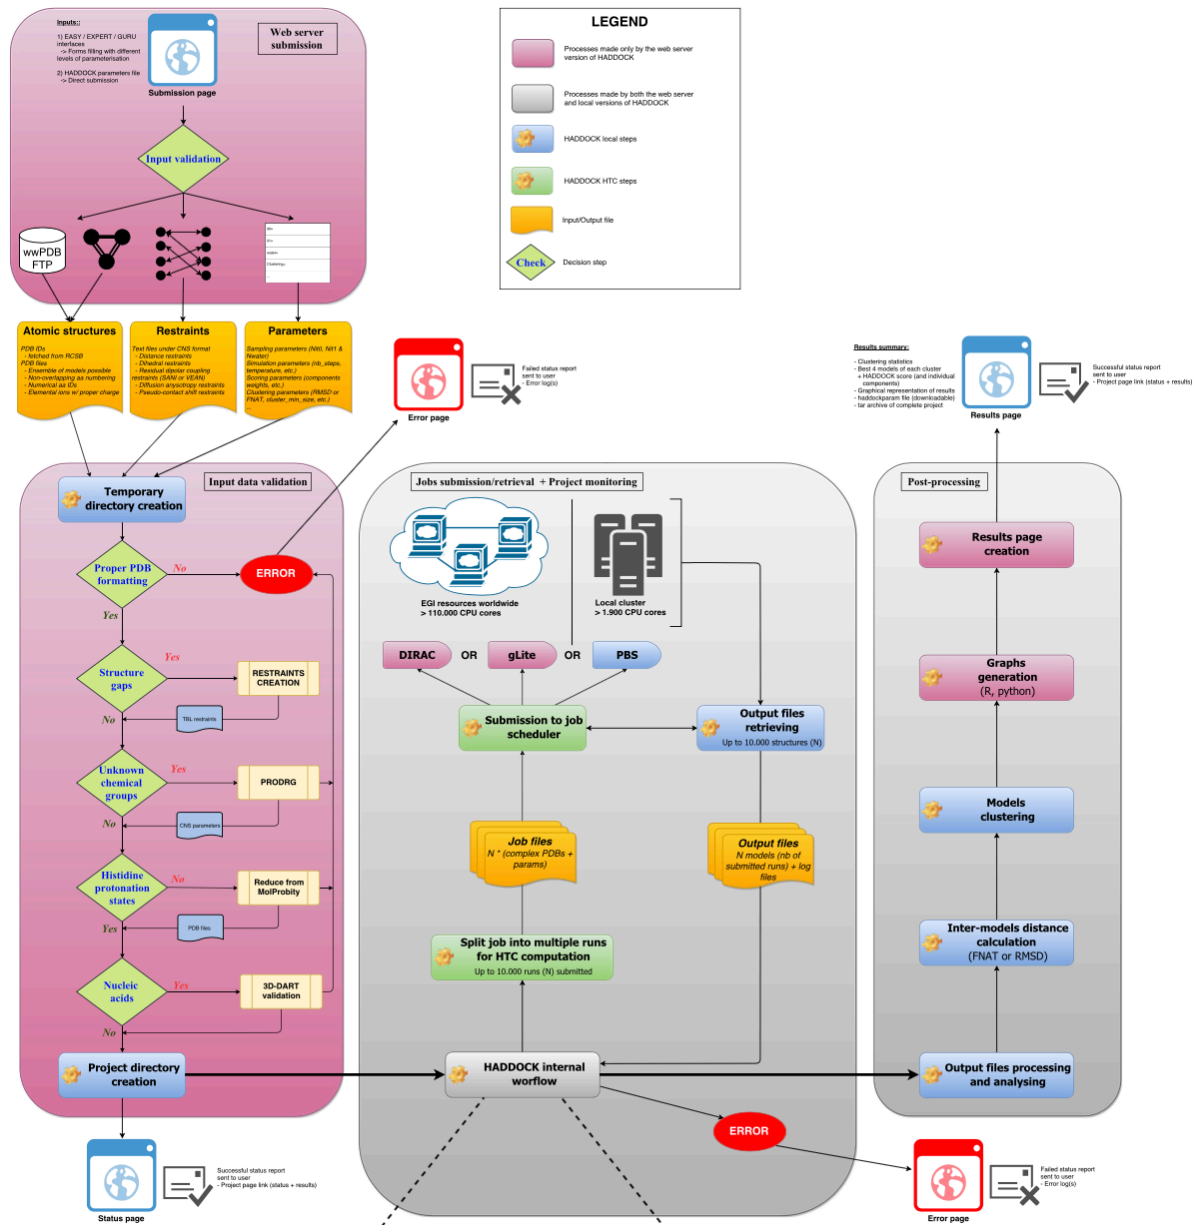 Inputs::
1) EASY / EXPERT / GURU
interfaces
-> Forms filling with different
levels of parameterisation
2) HADDOCK parameters file
-> Direct submission
Submission page
Web server
submission
Input validation
wwPDB
FTP
Clustering
LEGEND
Processes made only by the web server
version of HADDOCK
Processes made by both the web server
and local versions of HADDOCK
HADDOCK local steps
HADDOCK HTC steps
Input/Output file
Check
Decision step
Atomic structures
PDB IDs
- fetched from RCSB
PDB files
- Ensemble of models possible
- Non-overlapping aa numbering
- Numerical aa IDs
- Elemental ions w/ proper charge
Restraints
Text files under CNS format
- Distance restraints
- Dihedral restraints
- Residual dipolar coupling
restraints (SANI or VEAN)
- Diffusion anysotropy restraints
- Pseudo-contact shift restraints
Parameters
Sampling parameters (Nit0, Nit1 &
Nwater)
Simulation parameters (nb_steps,
temperature, etc.)
Scoring parameters (components
weights, etc.)
Clustering parameters (RMSD or
FNAT, cluster_min_size, etc.)
...
Error page
Failed status report
sent to user
- Error log(s)
Results summary:
- Clustering statistics
- Best 4 models of each cluster
+ HADDOCK score (and individual
components)
- Graphical representation of results
- haddockparam file (downloadable)
- tar archive of complete project
Results page
Successful status report
sent to user
- Project page link (status + results)
Input data validation
Temporary
directory creation
Proper PDB
formatting
No
ERROR
Yes
Structure
gaps
Yes
RESTRAINTS
CREATION
No
TBL restraints
Unknown
chemical
groups
Yes
PRODRG
No
CNS parameters
Histidine
protonation
states
No
Reduce from
MolProbity
Yes
PDB files
Nucleic
acids
Yes
3D-DART
validation
No
Project directory
creation
Status page
Successful status report
sent to user
- Project page link (status + results)
Jobs submission/retrieval + Project monitoring
EGI resources worldwide
> 110.000 CPU cores
Local cluster
> 1.900 CPU cores
DIRAC OR gLite OR PBS
Submission to job
scheduler
Output files
retrieving
Up to 10.000 structures (N)
Job files
N * (complex PDBs +
params)
Output files
N models (nb of
submitted runs) + log
files
Split job into multiple runs
for HTC computation
Up to 10.000 runs (N) submitted
HADDOCK internal
worflow
ERROR
Error page
Failed status report
sent to user
- Error log(s)
Post-processing
Results page
creation
Graphs
generation
(R, python)
Models
clustering
Inter-models distance
calculation
(FNAT or RMSD)
Output files processing
and analysing